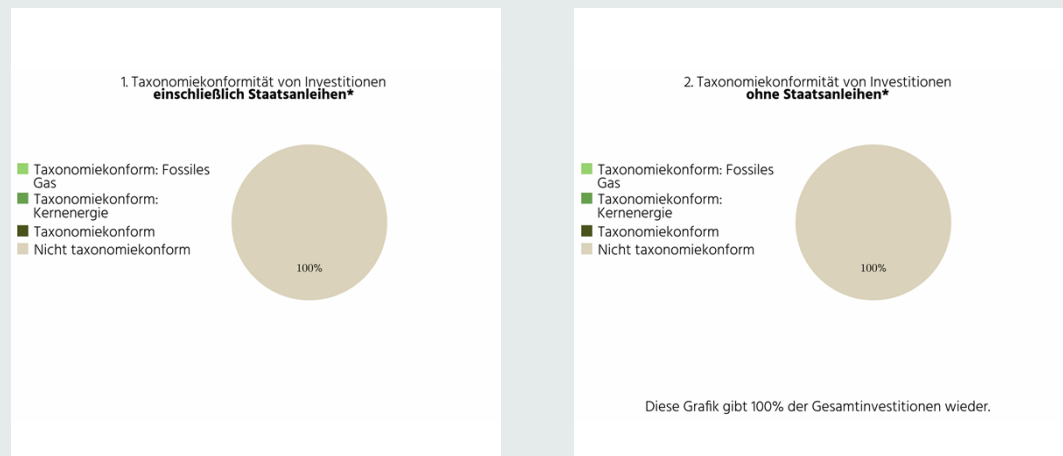 1. Taxonomiekonformität von Investitionen
einschließlich Staatsanleihen*
Taxonomiekonform: Fossiles
Gas
Taxonomiekonform:
Kernenergie
Taxonomiekonform
Nicht taxonomiekonform
100%
2. Taxonomiekonformität von Investitionen
ohne Staatsanleihen*
Taxonomiekonform: Fossiles
Gas
Taxonomiekonform:
Kernenergie
Taxonomiekonform
Nicht taxonomiekonform
100%
Diese Grafik gibt 100% der Gesamtinvestitionen wieder.